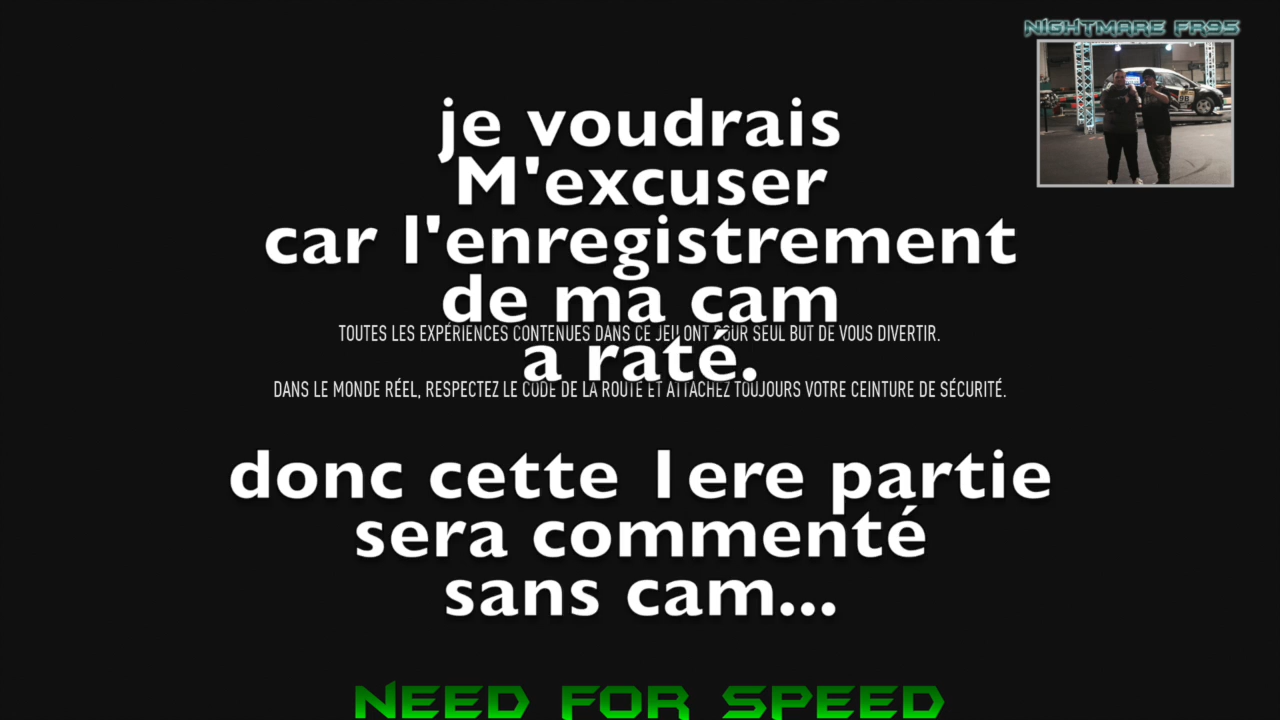 NIGHTMARE FR95
je voudrais
M'excuser
car l'enregistrement
de ma cam
TOUTES LES EXPÉRIENCES CONTENUES DANS CE JEU ONT POUR SEUL BUT DE VOUS DIVERTIR.
a raté.
DANS LE MONDE RÉEL, RESPECTEZ LE CODE DE LA ROUTE ET ATTACHEZ TOUJOURS VOTRE CEINTURE DE SÉCURITÉ.
donc cette 1ere partie
sera commenté
sans cam...
NEED FOR SPEED